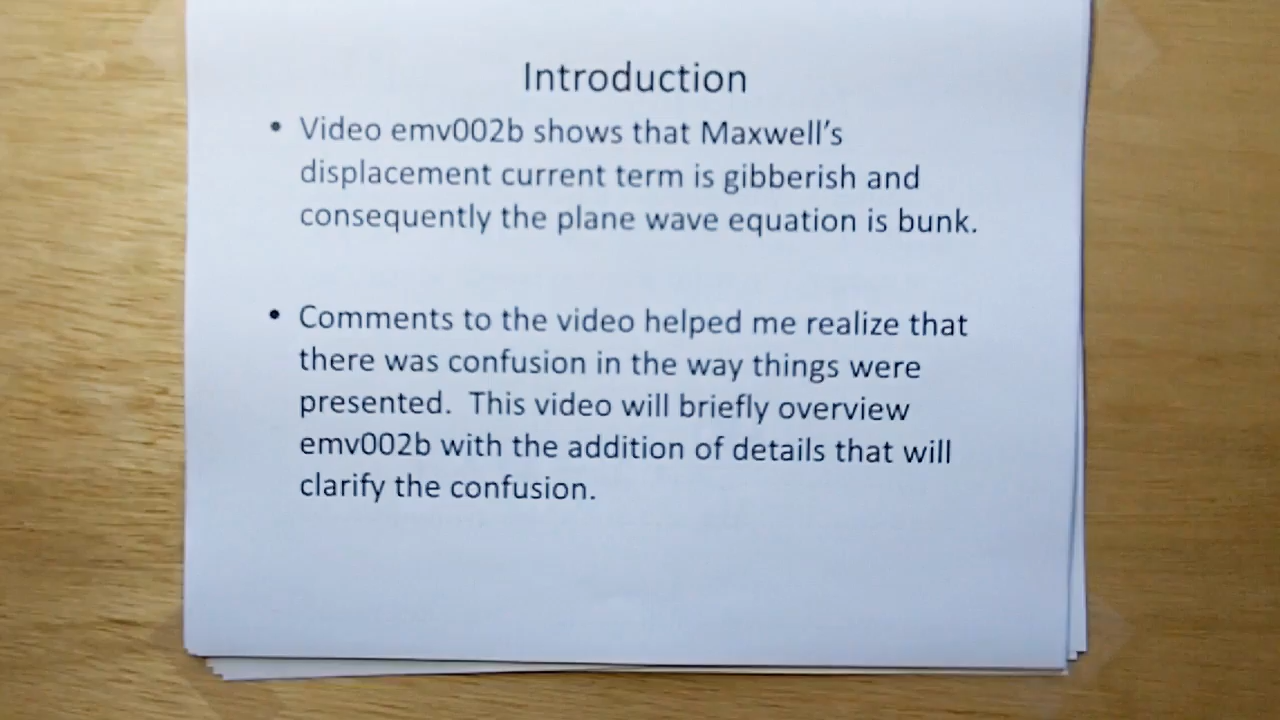 Introduction
• Video emv002b shows that Maxwell's
displacement current term is gibberish and
consequently the plane wave equation is bunk.
• Comments to the video helped me realize that
there was confusion in the way things were
presented.  This video will briefly overview
emv002b with the addition of details that will
clarify the confusion.